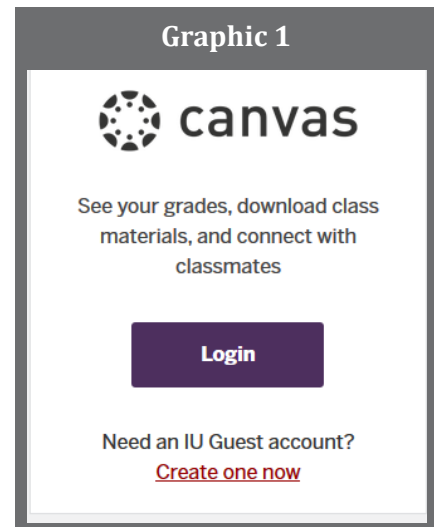 Graphic 1
canvas
See your grades, download class
materials, and connect with
classmates
Login
Need an IU Guest account?
Create one now